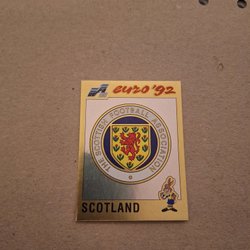 euro '92
THE SCOTTISH FOOTBALL ASSOCIATION
SCOTLAND